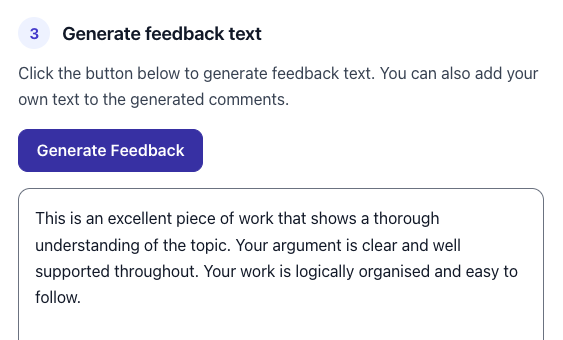 3 Generate feedback text
Click the button below to generate feedback text. You can also add your
own text to the generated comments.
Generate Feedback
This is an excellent piece of work that shows a thorough
understanding of the topic. Your argument is clear and well
supported throughout. Your work is logically organised and easy to
follow.